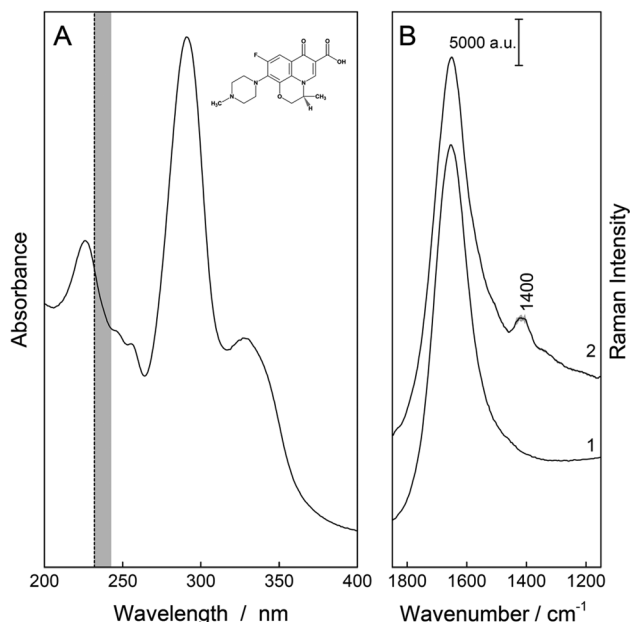 A
F
O
O
OH
N
N
N
O
CH₃
H₃C
H
Absorbance
200
250
300
350
400
Wavelength / nm
B
5000 a.u.
1400
2
1
Raman Intensity
1800
1600
1400
1200
Wavenumber / cm⁻¹